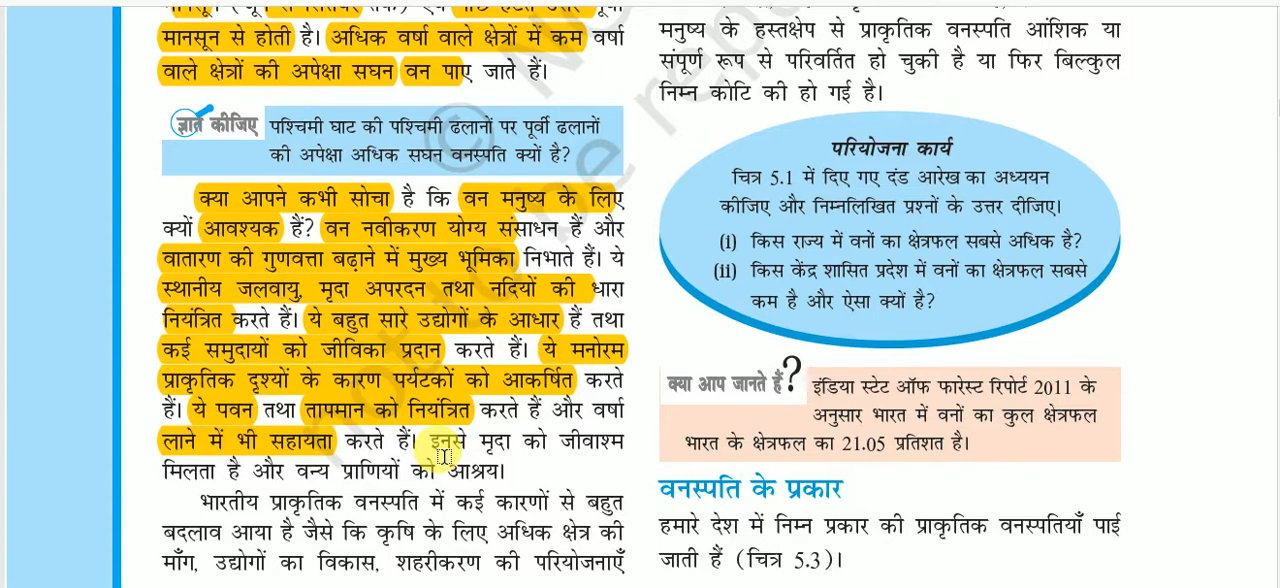 मानसून से होती है। अधिक वर्षा वाले क्षेत्रों में कम वर्षा
वाले क्षेत्रों की अपेक्षा सघन वन पाए जाते हैं।
ज्ञात कीजिए
पश्चिमी घाट की पश्चिमी ढलानों पर पूर्वी ढलानों
की अपेक्षा अधिक सघन वनस्पति क्यों है?
क्या आपने कभी सोचा है कि वन मनुष्य के लिए
क्यों आवश्यक हैं? वन नवीकरण योग्य संसाधन हैं और
वातारण की गुणवत्ता बढ़ाने में मुख्य भूमिका निभाते हैं। ये
स्थानीय जलवायु, मृदा अपरदन तथा नदियों की धारा
नियंत्रित करते हैं। ये बहुत सारे उद्योगों के आधार हैं तथा
कई समुदायों को जीविका प्रदान करते हैं। ये मनोरम
प्राकृतिक दृश्यों के कारण पर्यटकों को आकर्षित करते
हैं। ये पवन तथा तापमान को नियंत्रित करते हैं और वर्षा
लाने में भी सहायता करते हैं। इनसे मृदा को जीवाश्म
मिलता है और वन्य प्राणियों को आश्रय।
भारतीय प्राकृतिक वनस्पति में कई कारणों से बहुत
बदलाव आया है जैसे कि कृषि के लिए अधिक क्षेत्र की
माँग, उद्योगों का विकास, शहरीकरण की परियोजनाएँ
मनुष्य के हस्तक्षेप से प्राकृतिक वनस्पति आंशिक या
संपूर्ण रूप से परिवर्तित हो चुकी है या फिर बिल्कुल
निम्न कोटि की हो गई है।
परियोजना कार्य
चित्र 5.1 में दिए गए दंड आरेख का अध्ययन
कीजिए और निम्नलिखित प्रश्नों के उत्तर दीजिए।
(i) किस राज्य में वनों का क्षेत्रफल सबसे अधिक है?
(ii) किस केंद्र शासित प्रदेश में वनों का क्षेत्रफल सबसे
कम है और ऐसा क्यों है?
क्या आप जानते हैं?
इंडिया स्टेट ऑफ फारेस्ट रिपोर्ट 2011 के
अनुसार भारत में वनों का कुल क्षेत्रफल
भारत के क्षेत्रफल का 21.05 प्रतिशत है।
वनस्पति के प्रकार
हमारे देश में निम्न प्रकार की प्राकृतिक वनस्पतियाँ पाई
जाती हैं (चित्र 5.3)।